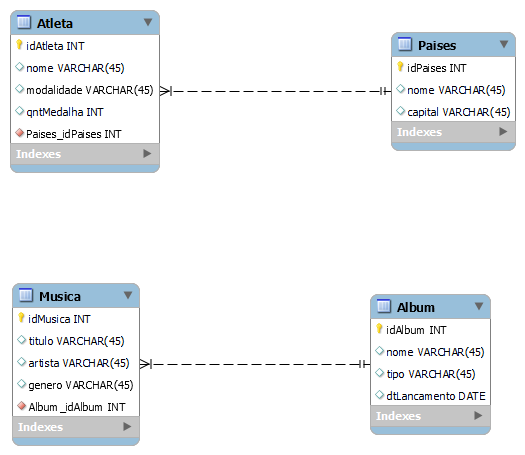 Atleta
idAtleta INT
nome VARCHAR(45)
modalidade VARCHAR(45)
qntMedalha INT
Paises_idPaises INT
Indexes
Paises
idPaises INT
nome VARCHAR(45)
capital VARCHAR(45)
Indexes
Musica
idMusica INT
titulo VARCHAR(45)
artista VARCHAR(45)
genero VARCHAR(45)
Album_idAlbum INT
Indexes
Album
idAlbum INT
nome VARCHAR(45)
tipo VARCHAR(45)
dtLancamento DATE
Indexes